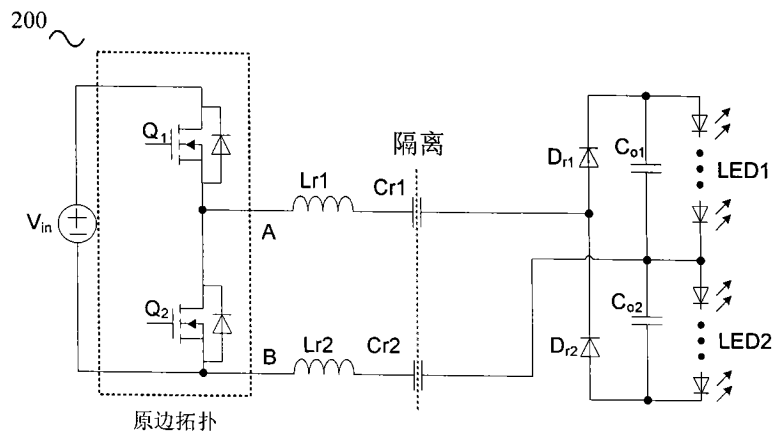 200
隔离
Q1
Dr1
Co1
LED1
Lr1
Cr1
A
Vin
Q2
Co2
LED2
B
Lr2
Cr2
Dr2
原边拓扑